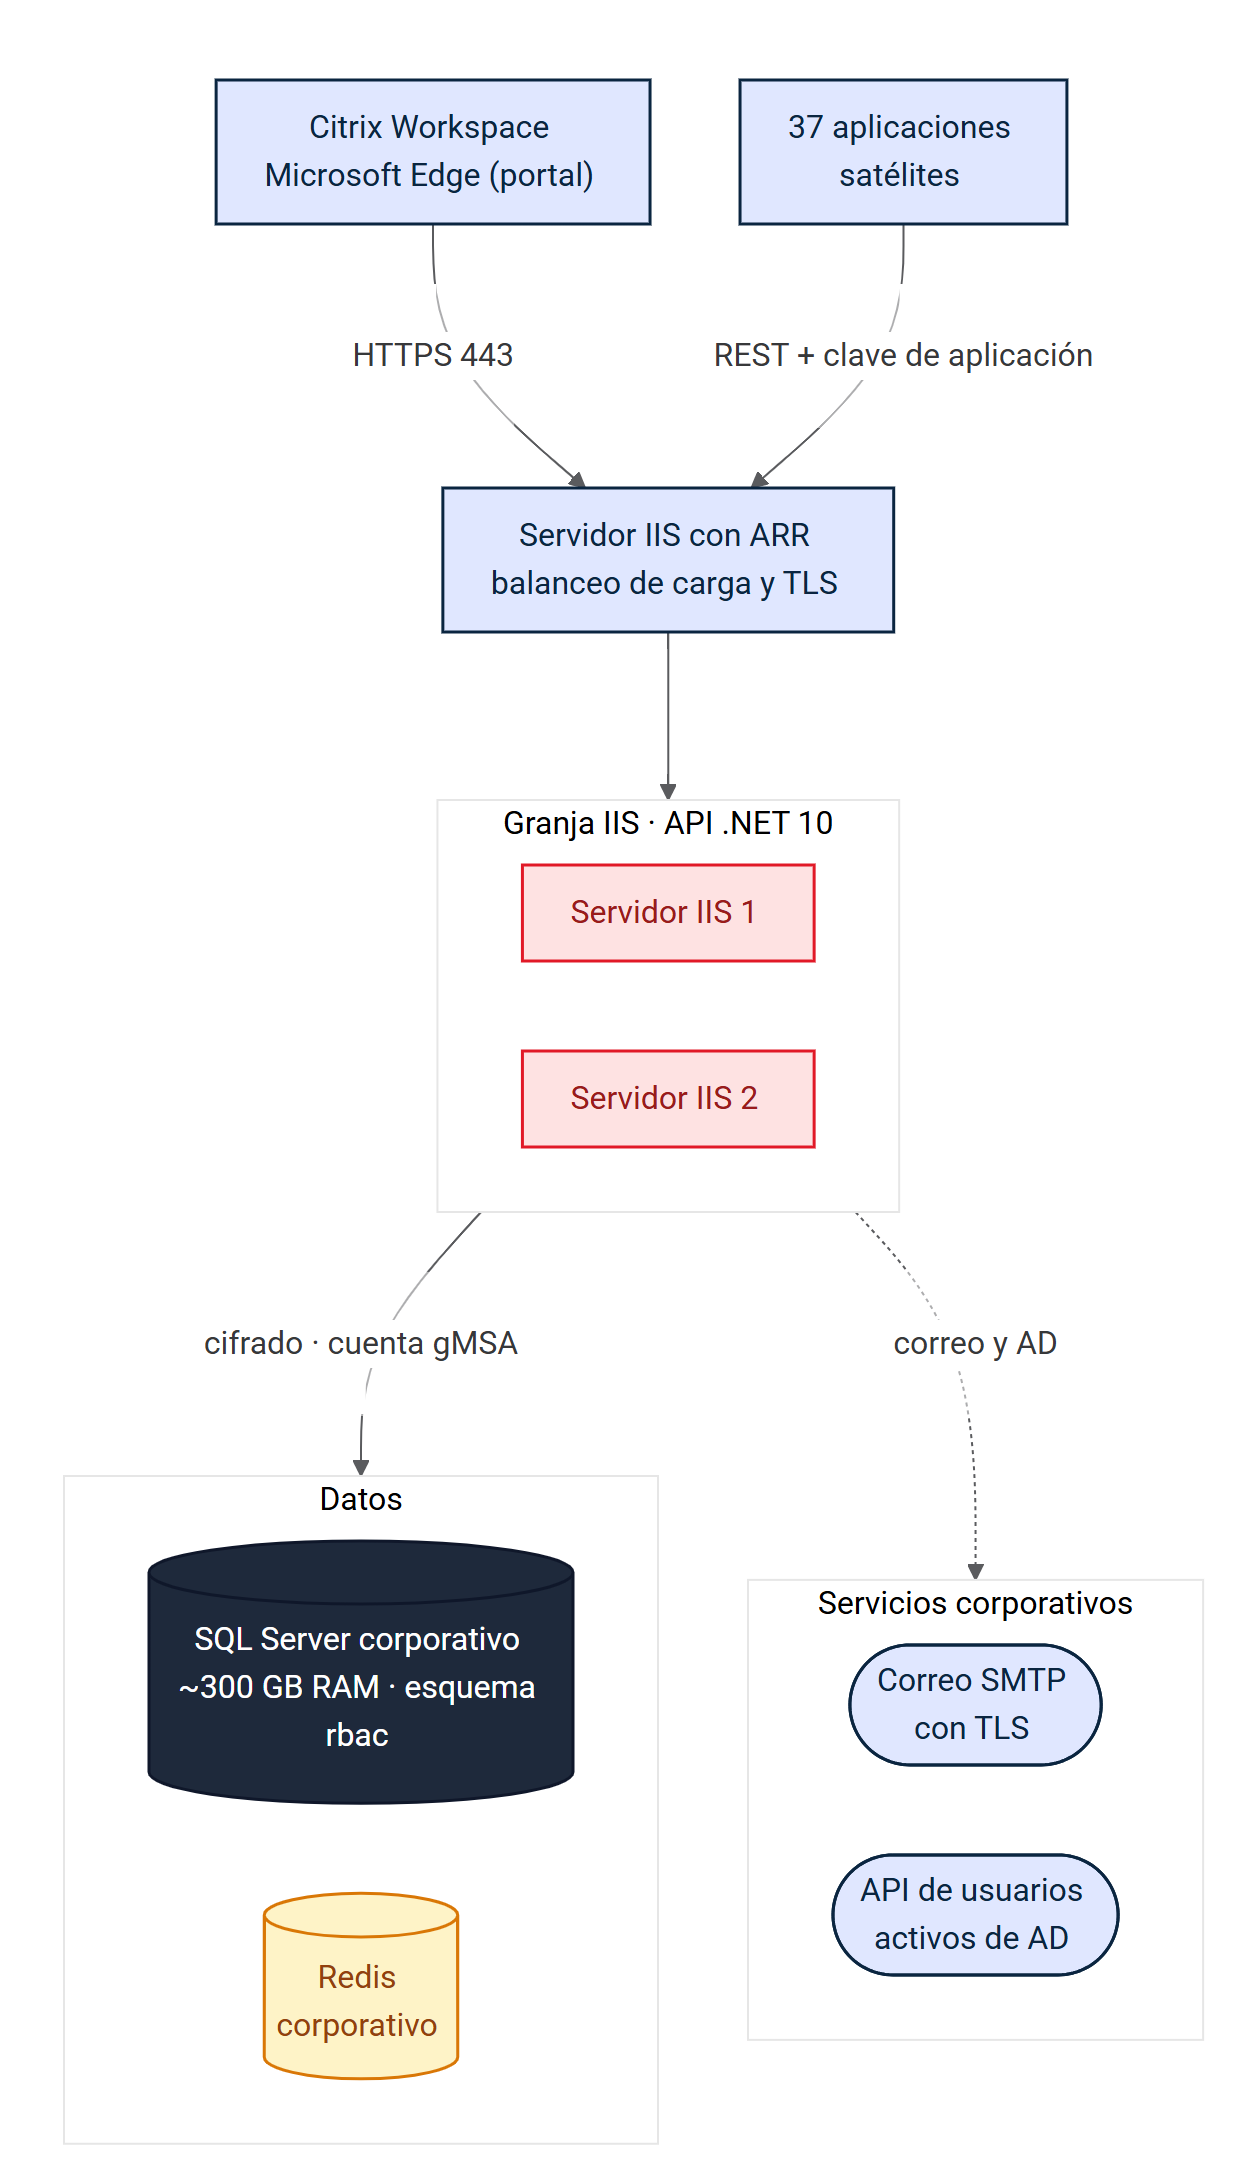 Citrix Workspace
Microsoft Edge (portal)
37 aplicaciones
satélites
HTTPS 443
REST + clave de aplicación
Servidor IIS con ARR
balanceo de carga y TLS
Granja IIS · API .NET 10
Servidor IIS 1
Servidor IIS 2
cifrado · cuenta gMSA
correo y AD
Datos
SQL Server corporativo
~300 GB RAM · esquema
rbac
Redis
corporativo
Servicios corporativos
Correo SMTP
con TLS
API de usuarios
activos de AD